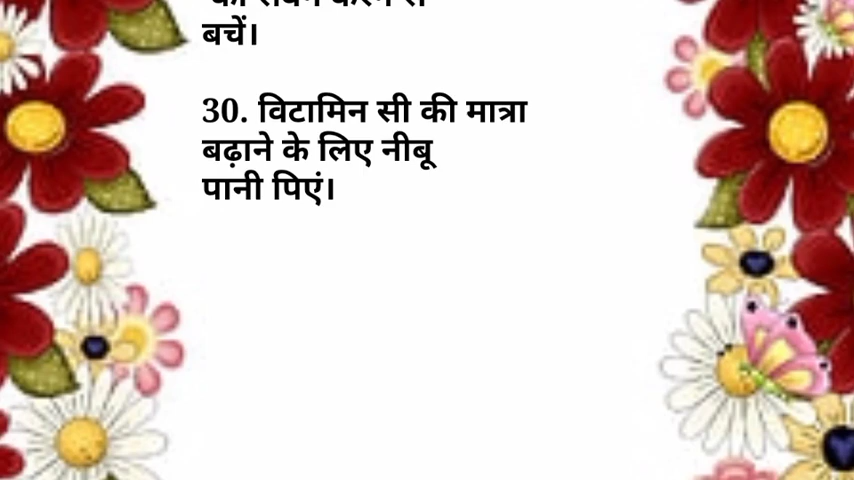 बचें।
30. विटामिन सी की मात्रा
बढ़ाने के लिए नीबू
पानी पिएं।